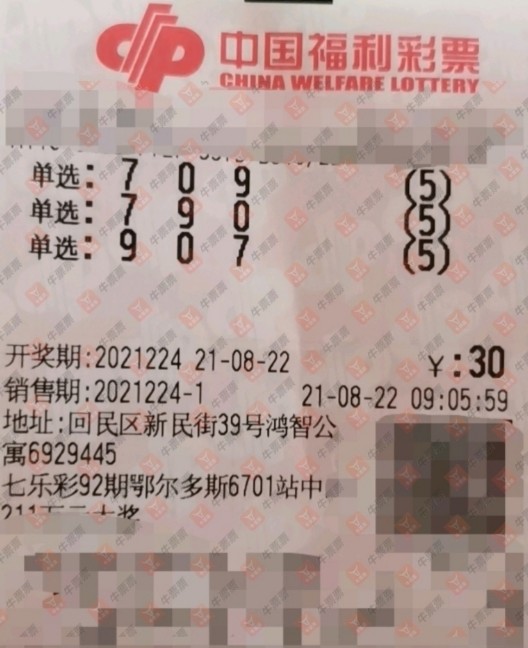 中国福利彩票
CHINA WELFARE LOTTERY
单选: 7 0 9 (5)
单选: 7 9 0 (5)
单选: 9 0 7 (5)
开奖期:2021224 21-08-22 ¥:30
销售期:2021224-1 21-08-22 09:05:59
地址:回民区新民街39号鸿智公
寓6929445
七乐彩92期鄂尔多斯6701站中